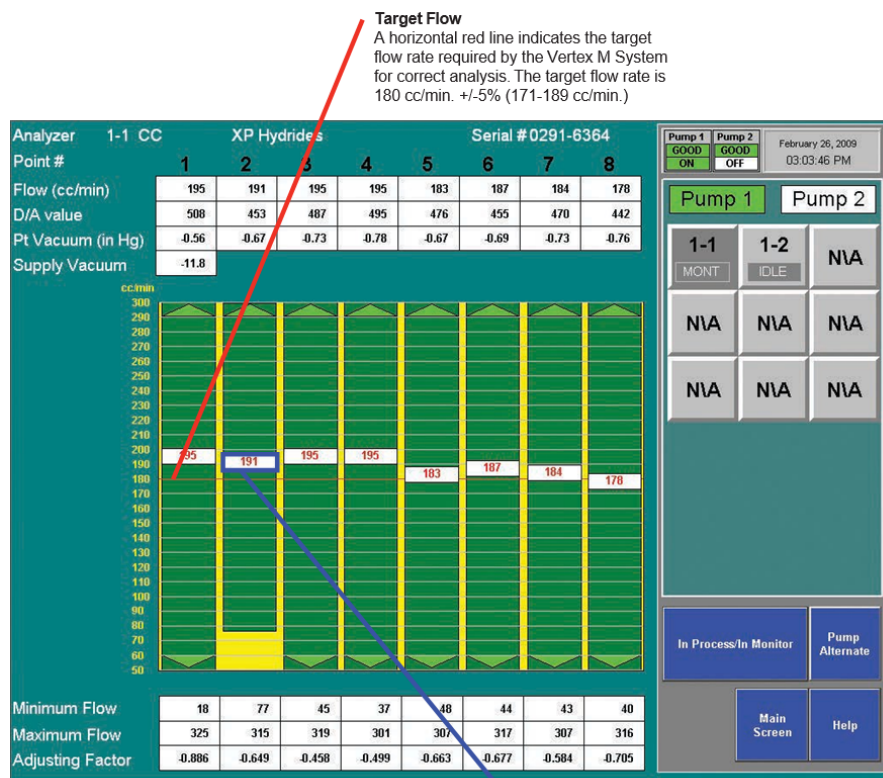 Target Flow
A horizontal red line indicates the target
flow rate required by the Vertex M System
for correct analysis. The target flow rate is
180 cc/min. +/-5% (171-189 cc/min.)
Analyzer 1-1 CC XP Hydrides Serial # 0291-6364
Point # 1 2 3 4 5 6 7 8
Flow (cc/min) 195 191 195 195 183 187 184 178
D/A value 508 453 487 495 476 455 470 442
Pt Vacuum (in Hg) -0.56 -0.67 -0.73 -0.78 -0.67 -0.69 -0.73 -0.76
Supply Vacuum -11.8
cc/min
300
290
280
270
260
250
240
230
220
210
200
190
180
170
160
150
140
130
120
110
100
90
80
70
60
50
195 191 195 195 183 187 184 178
Minimum Flow 18 77 45 37 48 44 43 40
Maximum Flow 325 315 319 301 307 317 307 316
Adjusting Factor -0.886 -0.649 -0.458 -0.499 -0.663 -0.677 -0.584 -0.705
Pump 1 Pump 2
GOOD GOOD
ON OFF
February 26, 2009
03:03:46 PM
Pump 1 Pump 2
1-1 1-2 N\A
MONT IDLE
N\A N\A N\A
N\A N\A N\A
In Process/In Monitor
Pump
Alternate
Main
Screen
Help